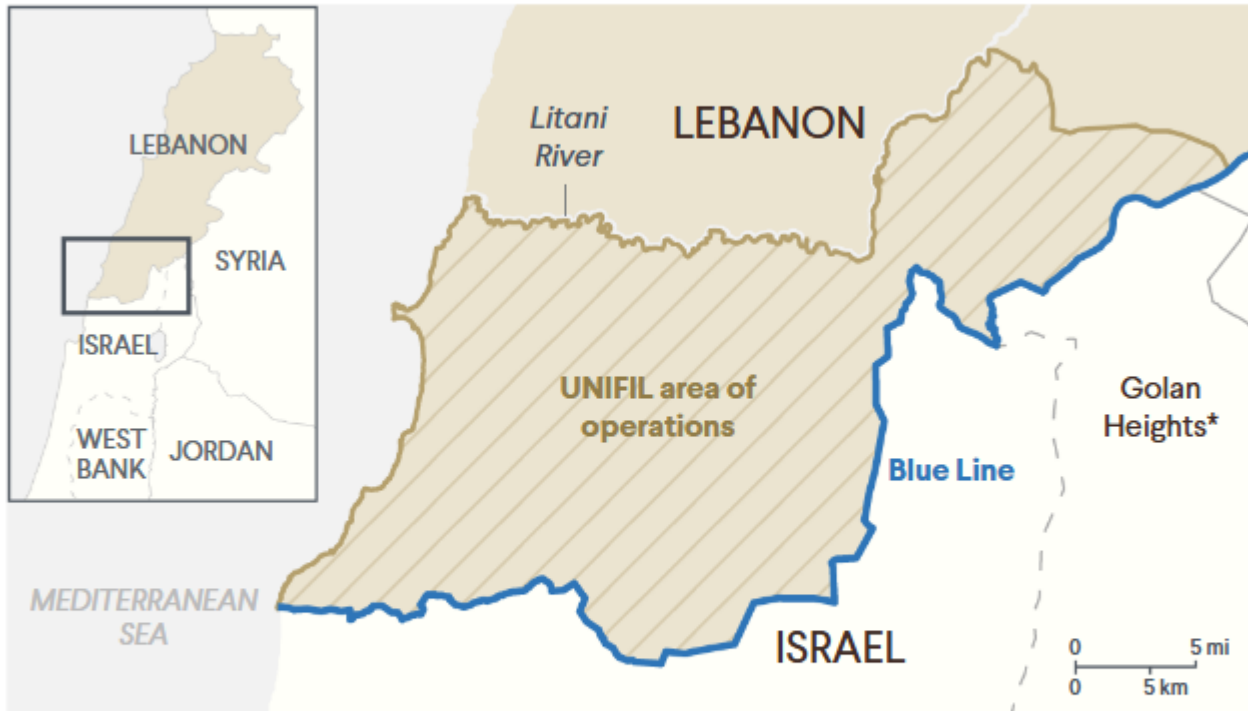 LEBANON
SYRIA
ISRAEL
WEST
BANK
JORDAN
Litani
River
LEBANON
UNIFIL area of
operations
Golan
Heights*
Blue Line
MEDITERRANEAN
SEA
ISRAEL
0 5 mi
0 5 km